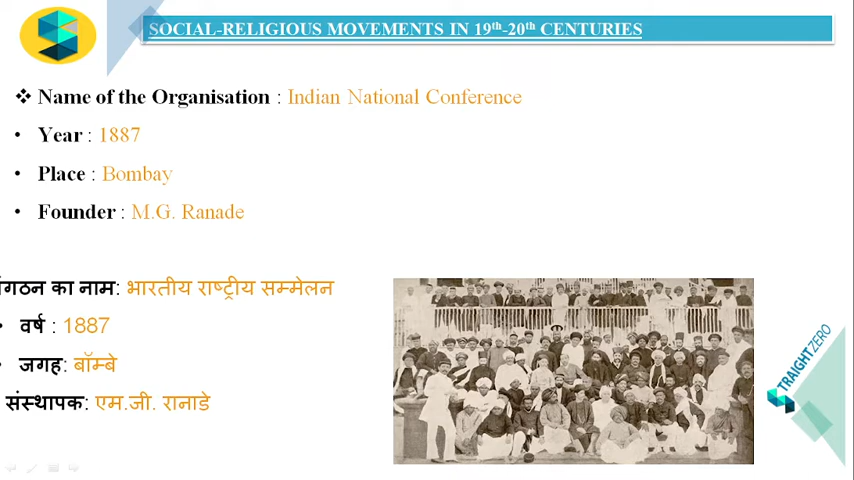 SOCIAL-RELIGIOUS MOVEMENTS IN 19th-20th CENTURIES
❖ Name of the Organisation : Indian National Conference
• Year : 1887
• Place : Bombay
• Founder : M.G. Ranade
गठन का नाम: भारतीय राष्ट्रीय सम्मेलन
• वर्ष : 1887
• जगह: बॉम्बे
संस्थापक: एम.जी. रानाडे
TRAIGHTZERO